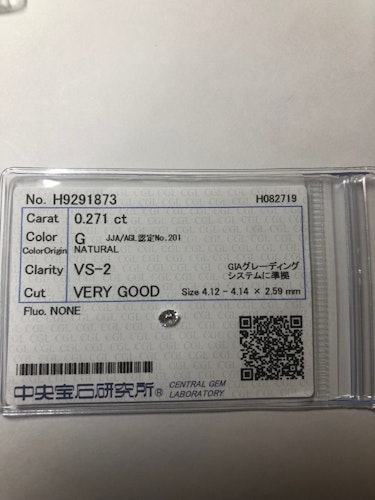 No. H9291873 H082719
Carat 0.271 ct
Color G JJA/AGL認定No.201
ColorOrigin NATURAL
Clarity VS-2 GIAグレーディング
システムに準拠
Cut VERY GOOD Size 4.12 - 4.14 × 2.59 mm
Fluo. NONE
中央宝石研究所® CENTRAL GEM
LABORATORY